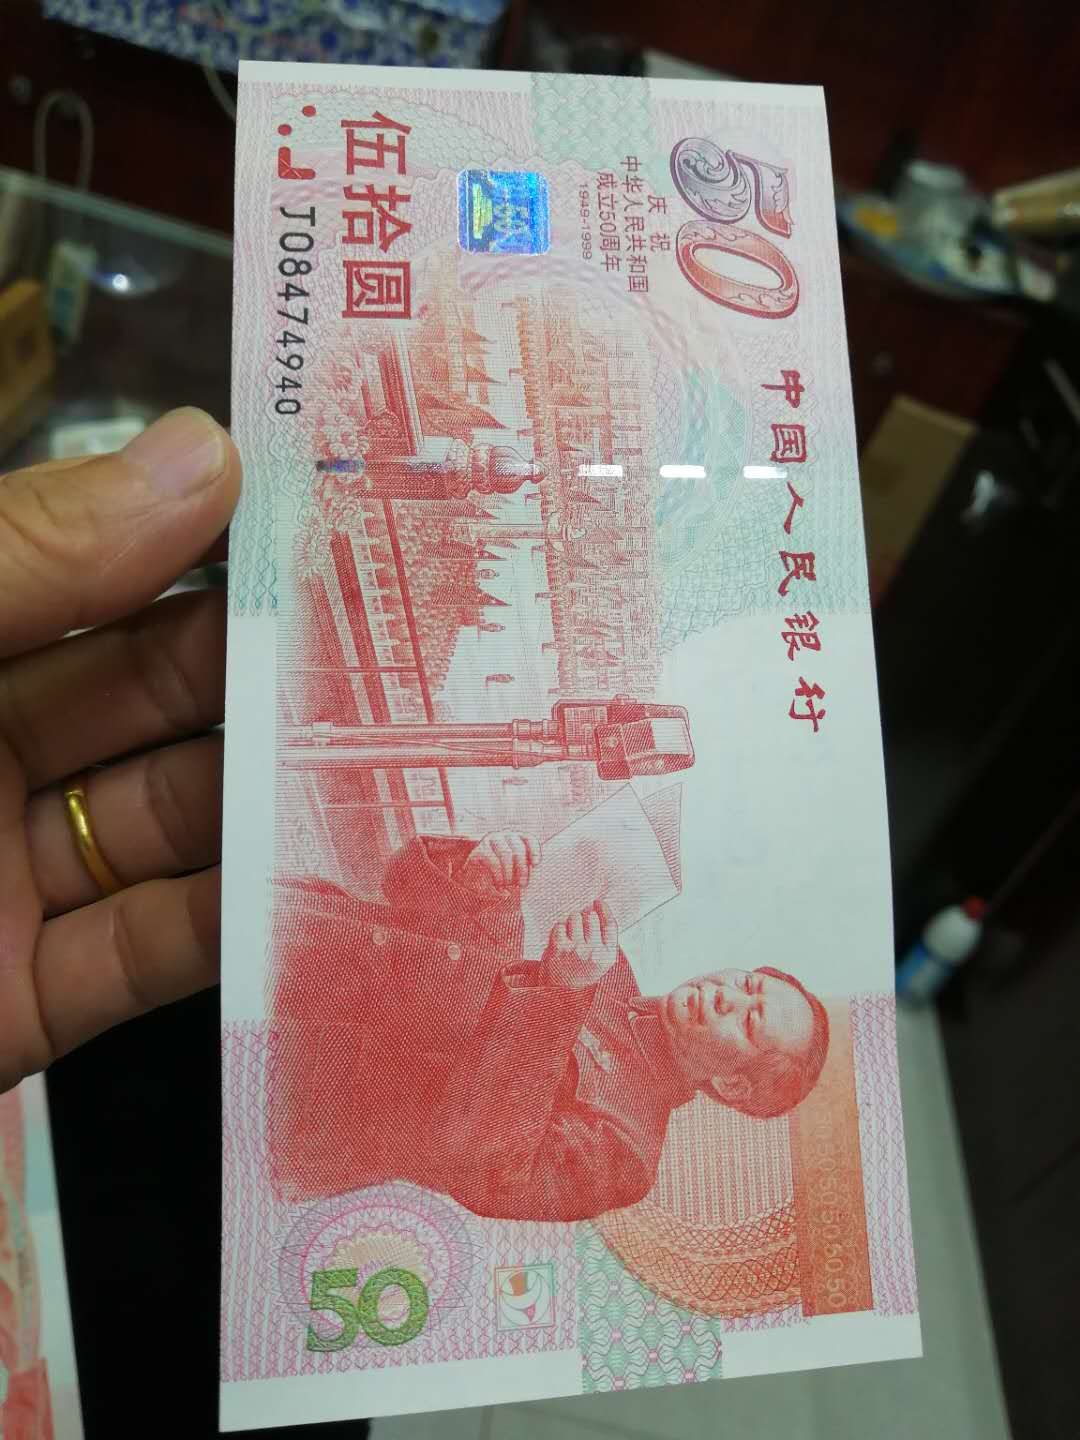 中国人民银行
50
庆祝
中华人民共和国
成立50周年
1949-1999
伍拾圆
J08474940
50